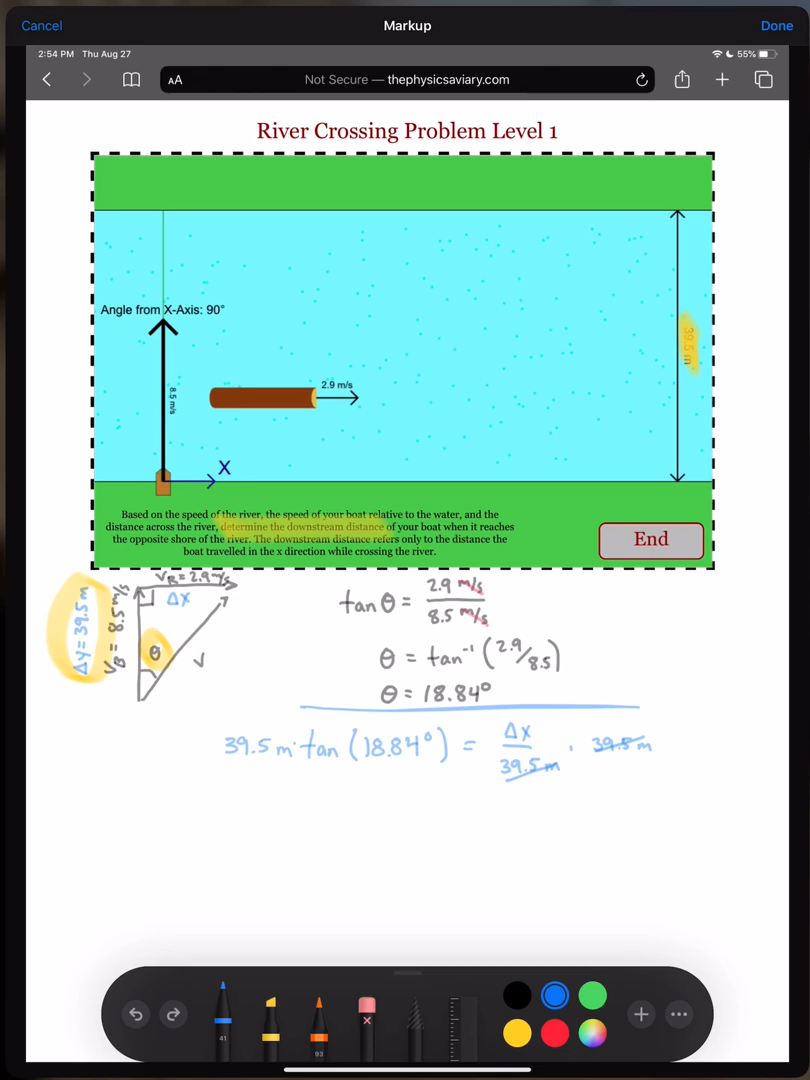 Cancel
Markup
Done
2:54 PM Thu Aug 27
55%
AA
Not Secure — thephysicsaviary.com
River Crossing Problem Level 1
Angle from X-Axis: 90°
39.5 m
8.5 m/s
2.9 m/s
X
Based on the speed of the river, the speed of your boat relative to the water, and the
distance across the river, determine the downstream distance of your boat when it reaches
the opposite shore of the river. The downstream distance refers only to the distance the
boat travelled in the x direction while crossing the river.
End
V_R = 2.9 m/s
Δx
Δy = 39.5 m
V_B = 8.5 m/s
θ
V
tan θ = 2.9 m/s / 8.5 m/s
θ = tan⁻¹ (2.9/8.5)
θ = 18.84°
39.5 m · tan (18.84°) = Δx / 39.5 m · 39.5 m
41
93